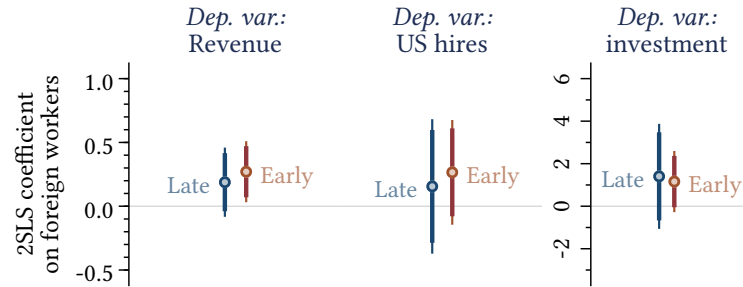 Dep. var.:
Revenue
Dep. var.:
US hires
Dep. var.:
investment
2SLS coefficient
on foreign workers
1.0
0.5
0.0
-0.5
Late
Early
Late
Early
6
4
2
0
-2
Late
Early